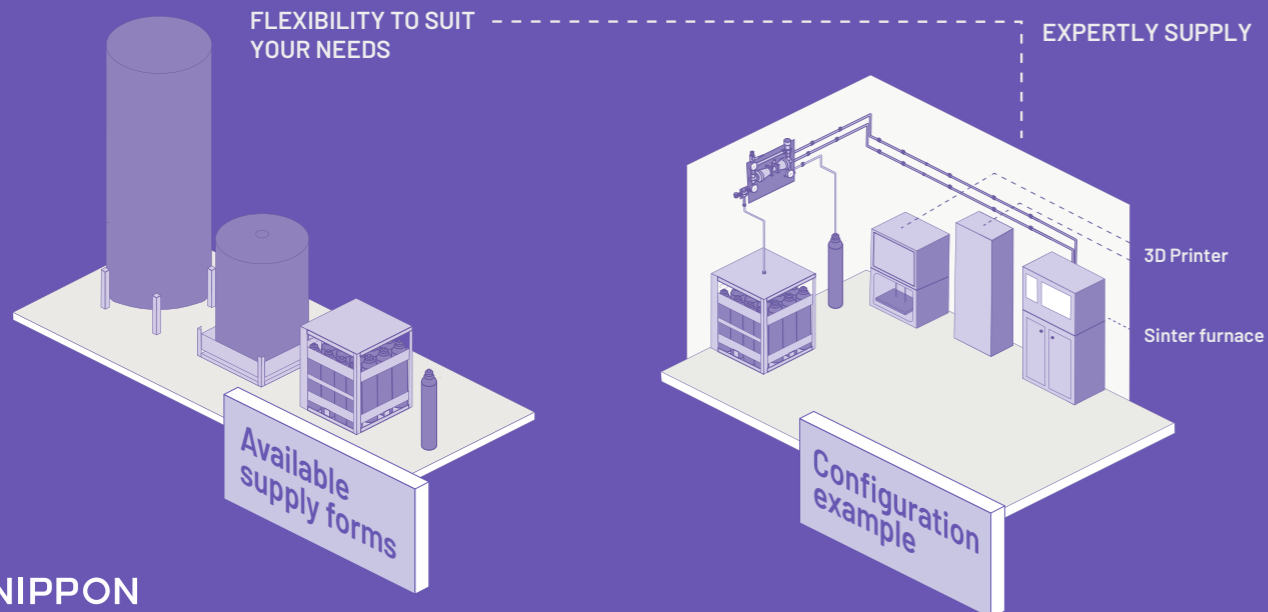 FLEXIBILITY TO SUIT
YOUR NEEDS
EXPERTLY SUPPLY
3D Printer
Sinter furnace
Available
supply forms
Configuration
example
NIPPON